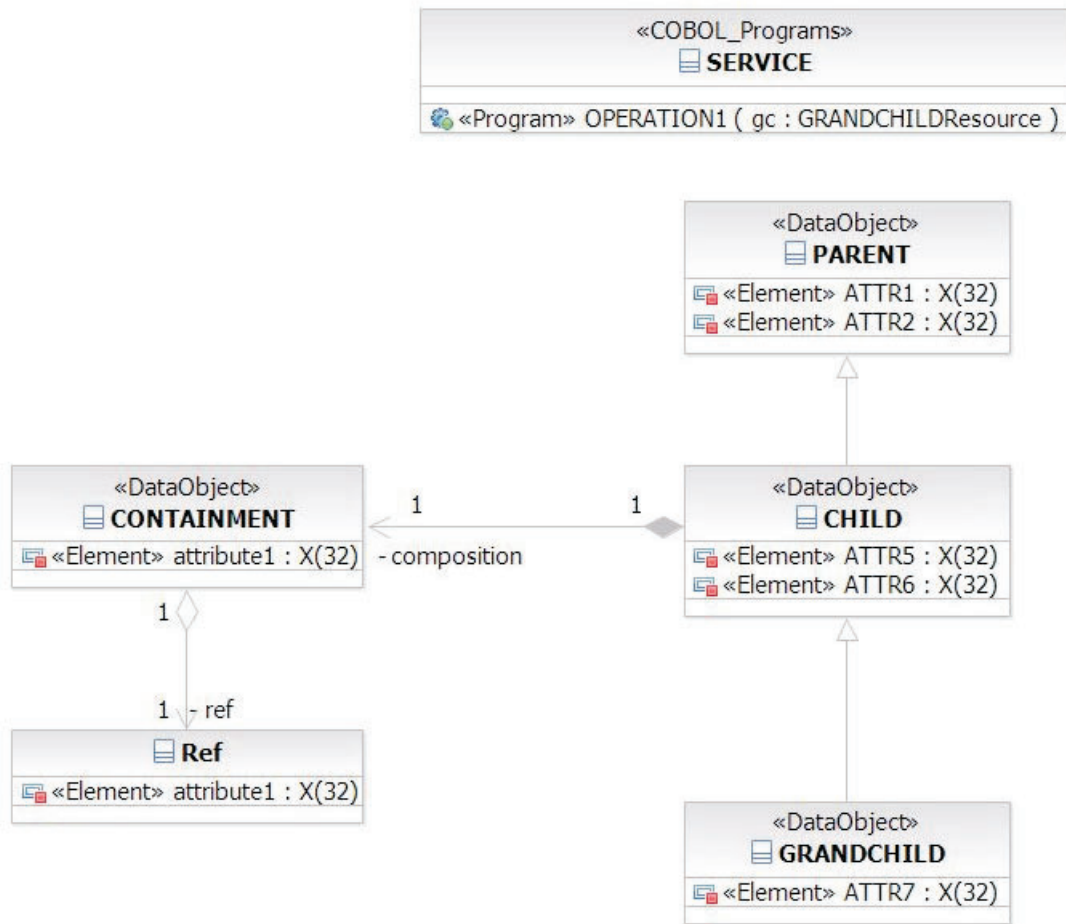 «COBOL_Programs»
SERVICE
«Program» OPERATION1 ( gc : GRANDCHILDResource )
«DataObject»
PARENT
«Element» ATTR1 : X(32)
«Element» ATTR2 : X(32)
«DataObject»
CONTAINMENT
«Element» attribute1 : X(32)
1
1
- composition
«DataObject»
CHILD
«Element» ATTR5 : X(32)
«Element» ATTR6 : X(32)
1
1
- ref
Ref
«Element» attribute1 : X(32)
«DataObject»
GRANDCHILD
«Element» ATTR7 : X(32)